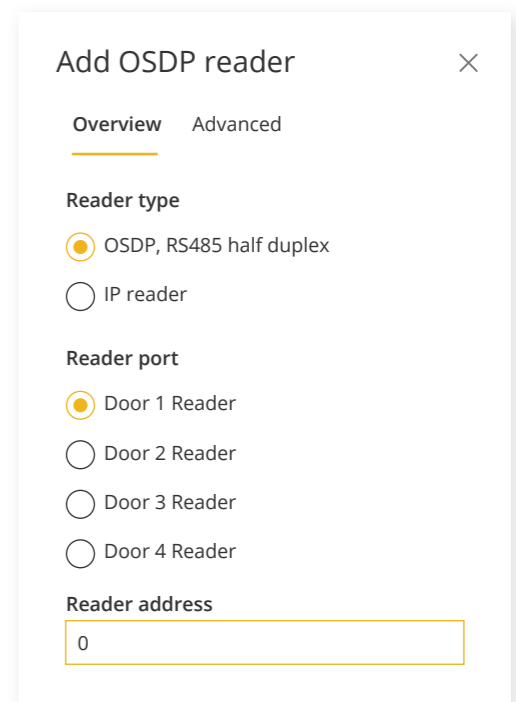 Add OSDP reader
Overview Advanced
Reader type
OSDP, RS485 half duplex
IP reader
Reader port
Door 1 Reader
Door 2 Reader
Door 3 Reader
Door 4 Reader
Reader address
0